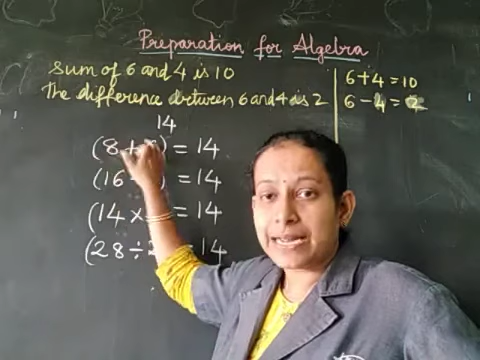 Preparation for Algebra
Sum of 6 and 4 is 10
The difference between 6 and 4 is 2
6+4=10
6-4=2
14
(8+ ) = 14
(16 ) = 14
(14 × = 14
(28 ÷ 2 = 14